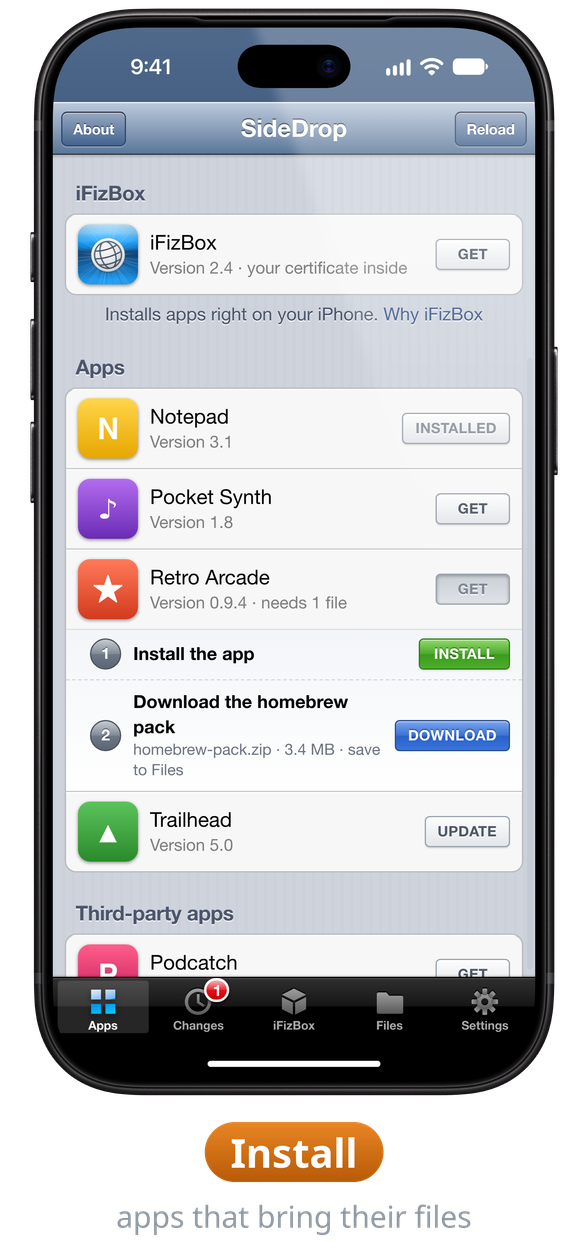 9:41
About
SideDrop
Reload
iFizBox
iFizBox
Version 2.4 · your certificate inside
GET
Installs apps right on your iPhone. Why iFizBox
Apps
N
Notepad
Version 3.1
INSTALLED
Pocket Synth
Version 1.8
GET
Retro Arcade
Version 0.9.4 · needs 1 file
GET
1
Install the app
INSTALL
2
Download the homebrew
pack
homebrew-pack.zip · 3.4 MB · save
to Files
DOWNLOAD
Trailhead
Version 5.0
UPDATE
Third-party apps
P
Podcatch
GET
1
Apps
Changes
iFizBox
Files
Settings
Install
apps that bring their files